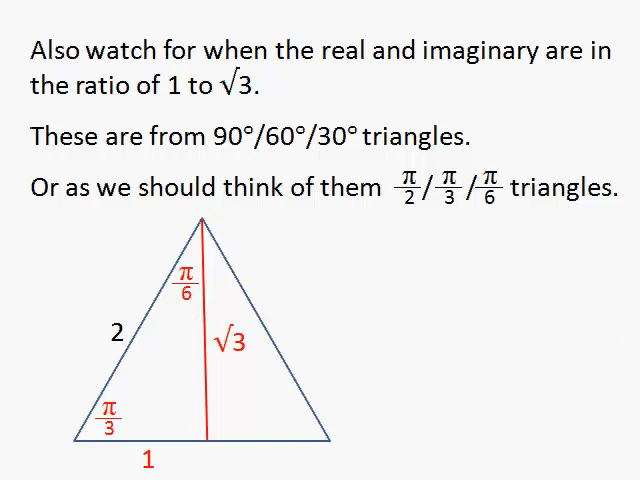 Also watch for when the real and imaginary are in
the ratio of 1 to √3.
These are from 90°/60°/30° triangles.
Or as we should think of them π/2 / π/3 / π/6 triangles.
π/6
2
√3
π/3
1